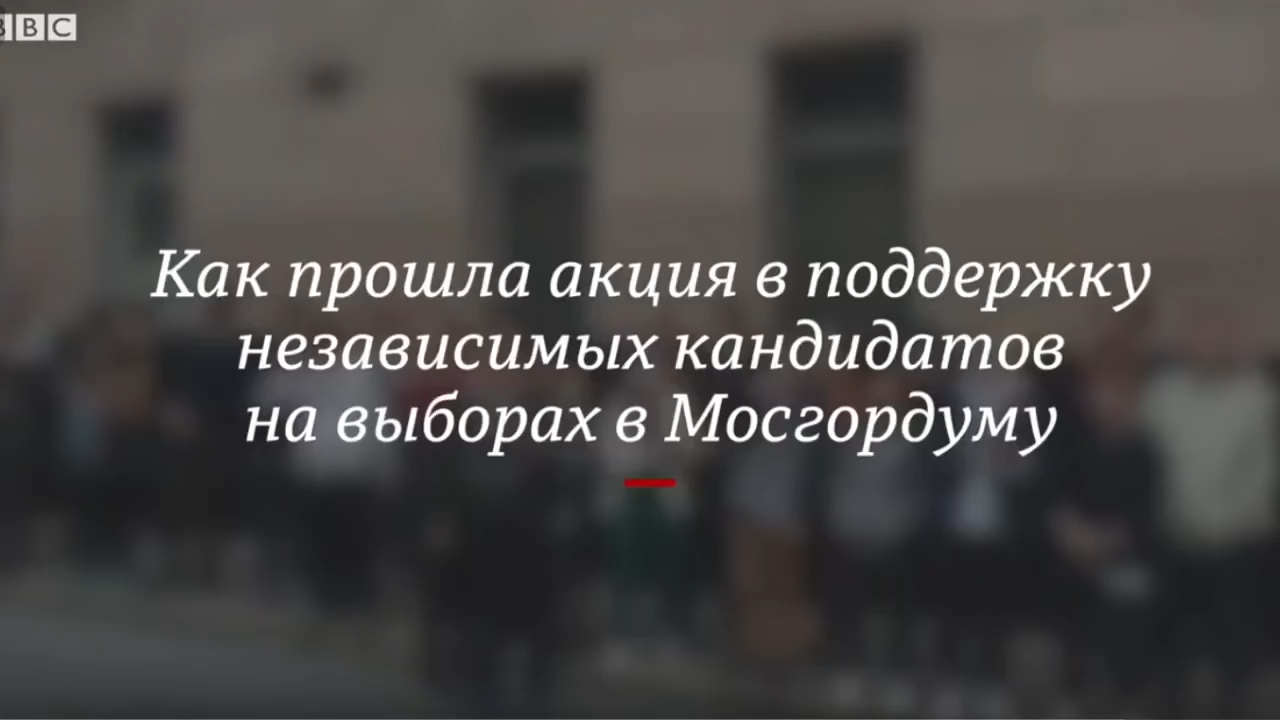 BBC
Как прошла акция в поддержку
независимых кандидатов
на выборах в Мосгордуму